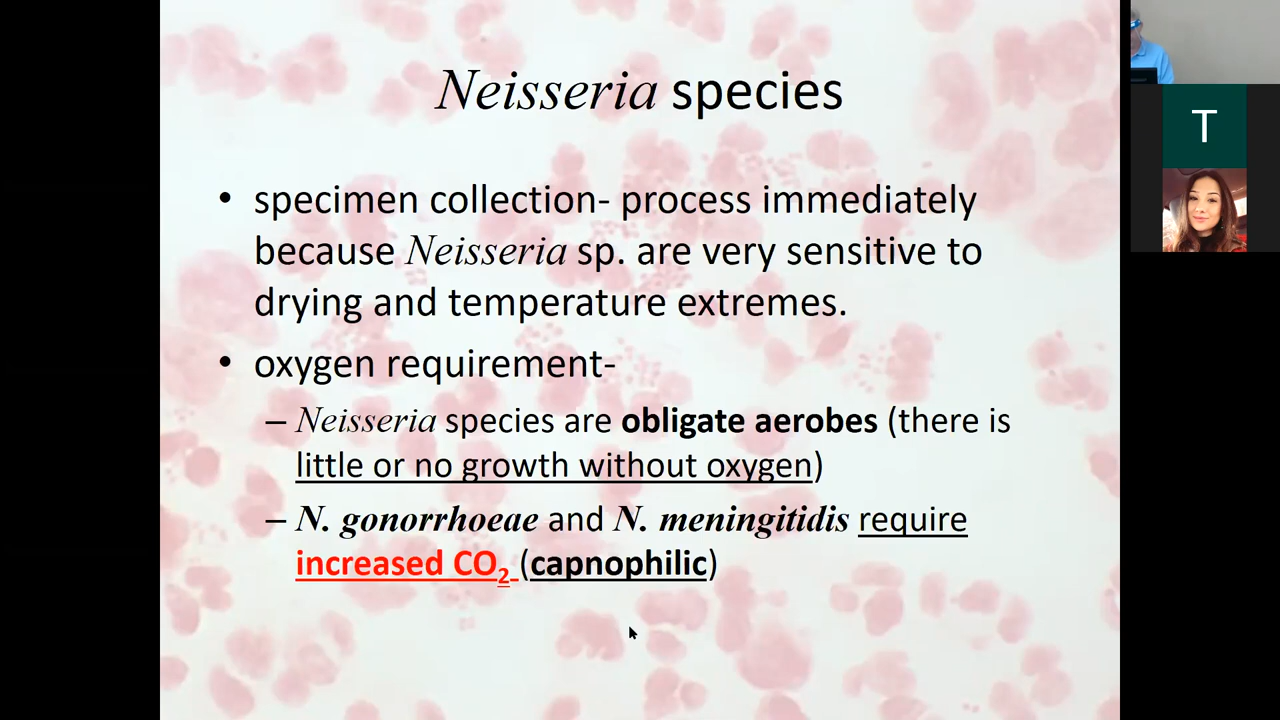 Neisseria species
• specimen collection- process immediately
because Neisseria sp. are very sensitive to
drying and temperature extremes.
• oxygen requirement-
– Neisseria species are obligate aerobes (there is
little or no growth without oxygen)
– N. gonorrhoeae and N. meningitidis require
increased CO₂ (capnophilic)
T